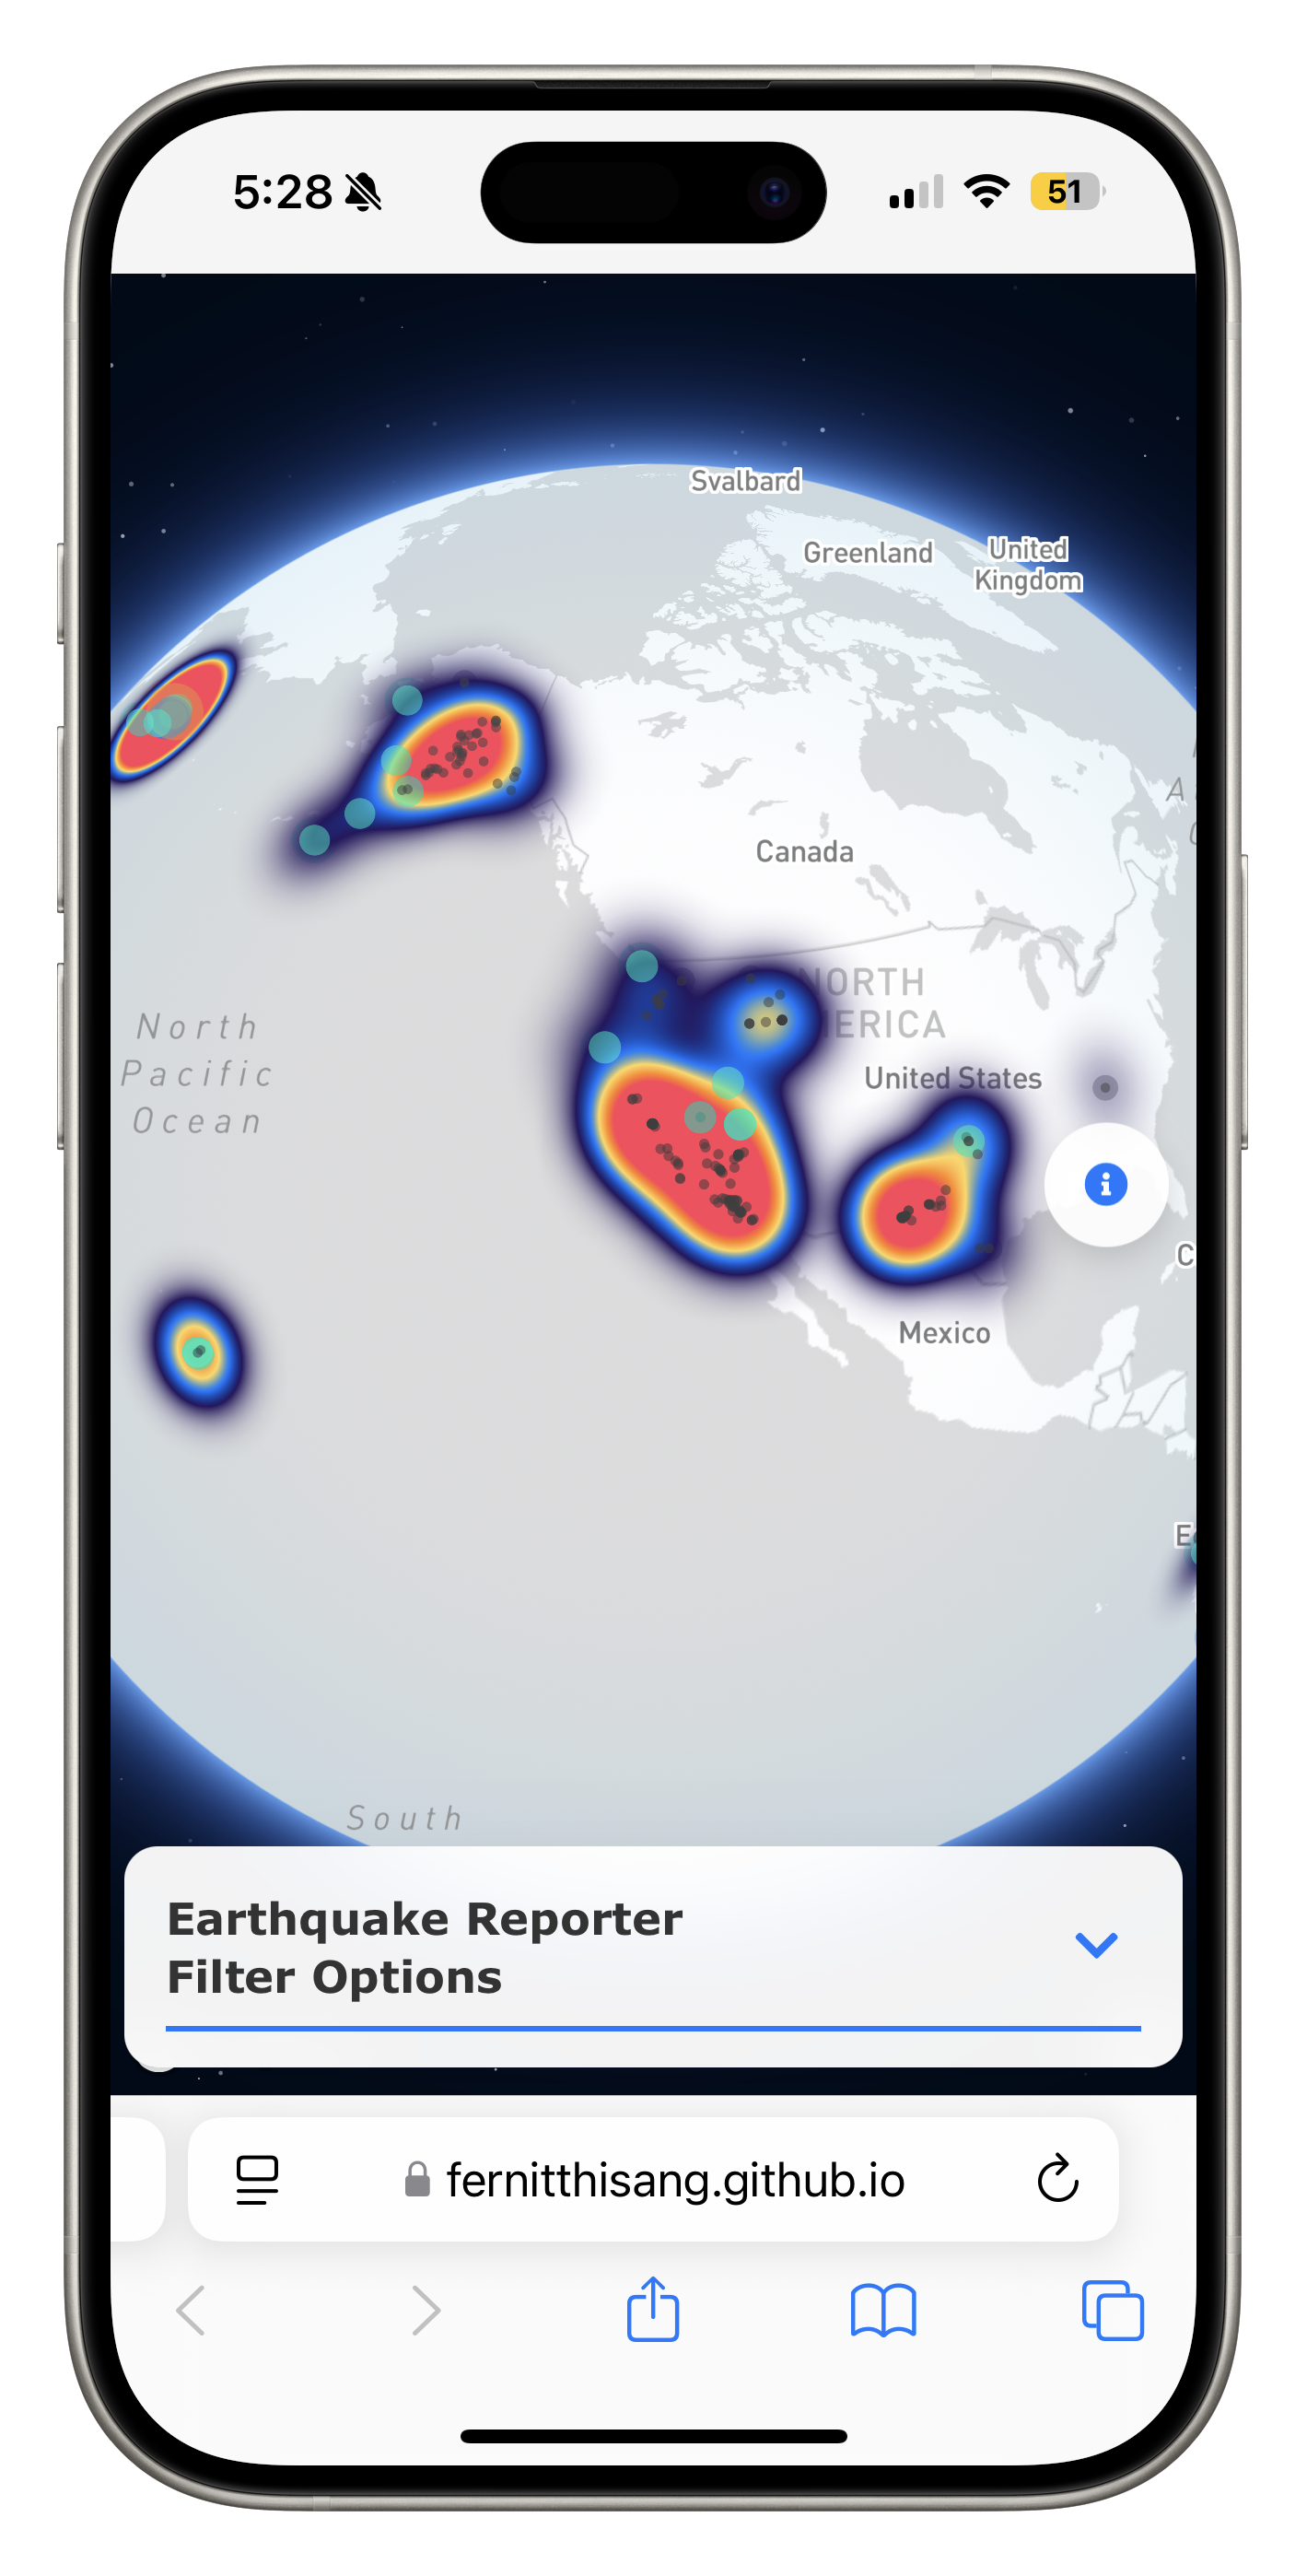 5:28
51
Svalbard
Greenland
United
Kingdom
A
Canada
NORTH
ERICA
North
Pacific
Ocean
United States
C
Mexico
E
South
Earthquake Reporter
Filter Options
fernitthisang.github.io